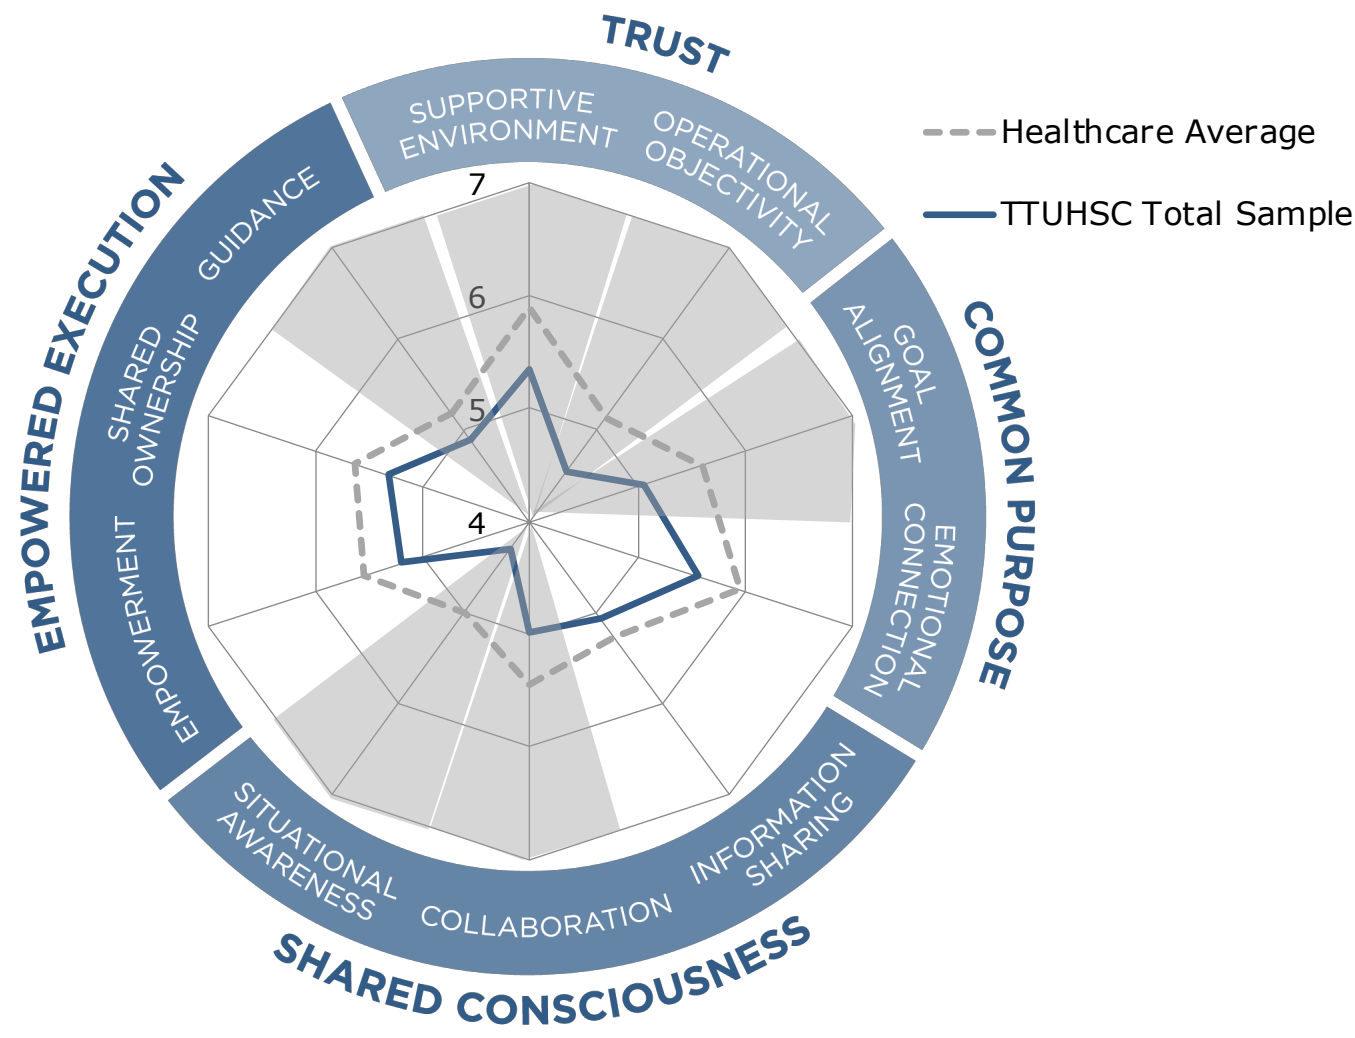 TRUST
SUPPORTIVE
ENVIRONMENT
OPERATIONAL
OBJECTIVITY
Healthcare Average
TTUHSC Total Sample
COMMON PURPOSE
GOAL
ALIGNMENT
EMOTIONAL
CONNECTION
INFORMATION
SHARING
COLLABORATION
SITUATIONAL
AWARENESS
SHARED CONSCIOUSNESS
EMPOWERED EXECUTION
EMPOWERMENT
SHARED
OWNERSHIP
GUIDANCE
7
6
5
4